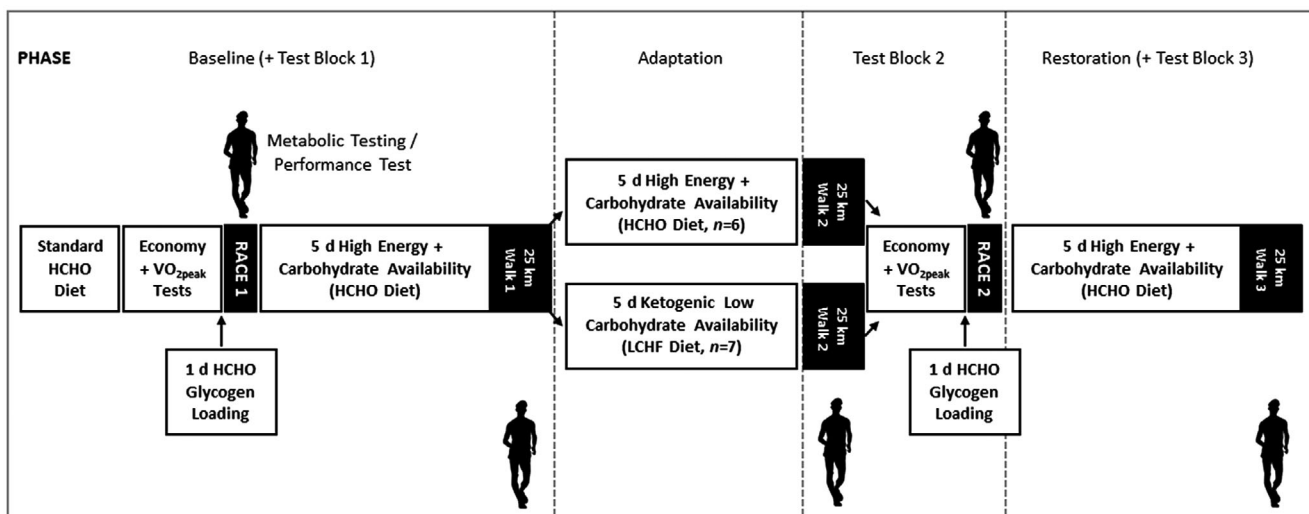 PHASE
Baseline (+ Test Block 1)
Adaptation
Test Block 2
Restoration (+ Test Block 3)
Metabolic Testing /
Performance Test
Standard
HCHO
Diet
Economy
+ VO2peak
Tests
RACE 1
5 d High Energy +
Carbohydrate Availability
(HCHO Diet)
25 km
Walk 1
1 d HCHO
Glycogen
Loading
5 d High Energy +
Carbohydrate Availability
(HCHO Diet, n=6)
25 km
Walk 2
5 d Ketogenic Low
Carbohydrate Availability
(LCHF Diet, n=7)
25 km
Walk 2
Economy
+ VO2peak
Tests
RACE 2
1 d HCHO
Glycogen
Loading
5 d High Energy +
Carbohydrate Availability
(HCHO Diet)
25 km
Walk 3